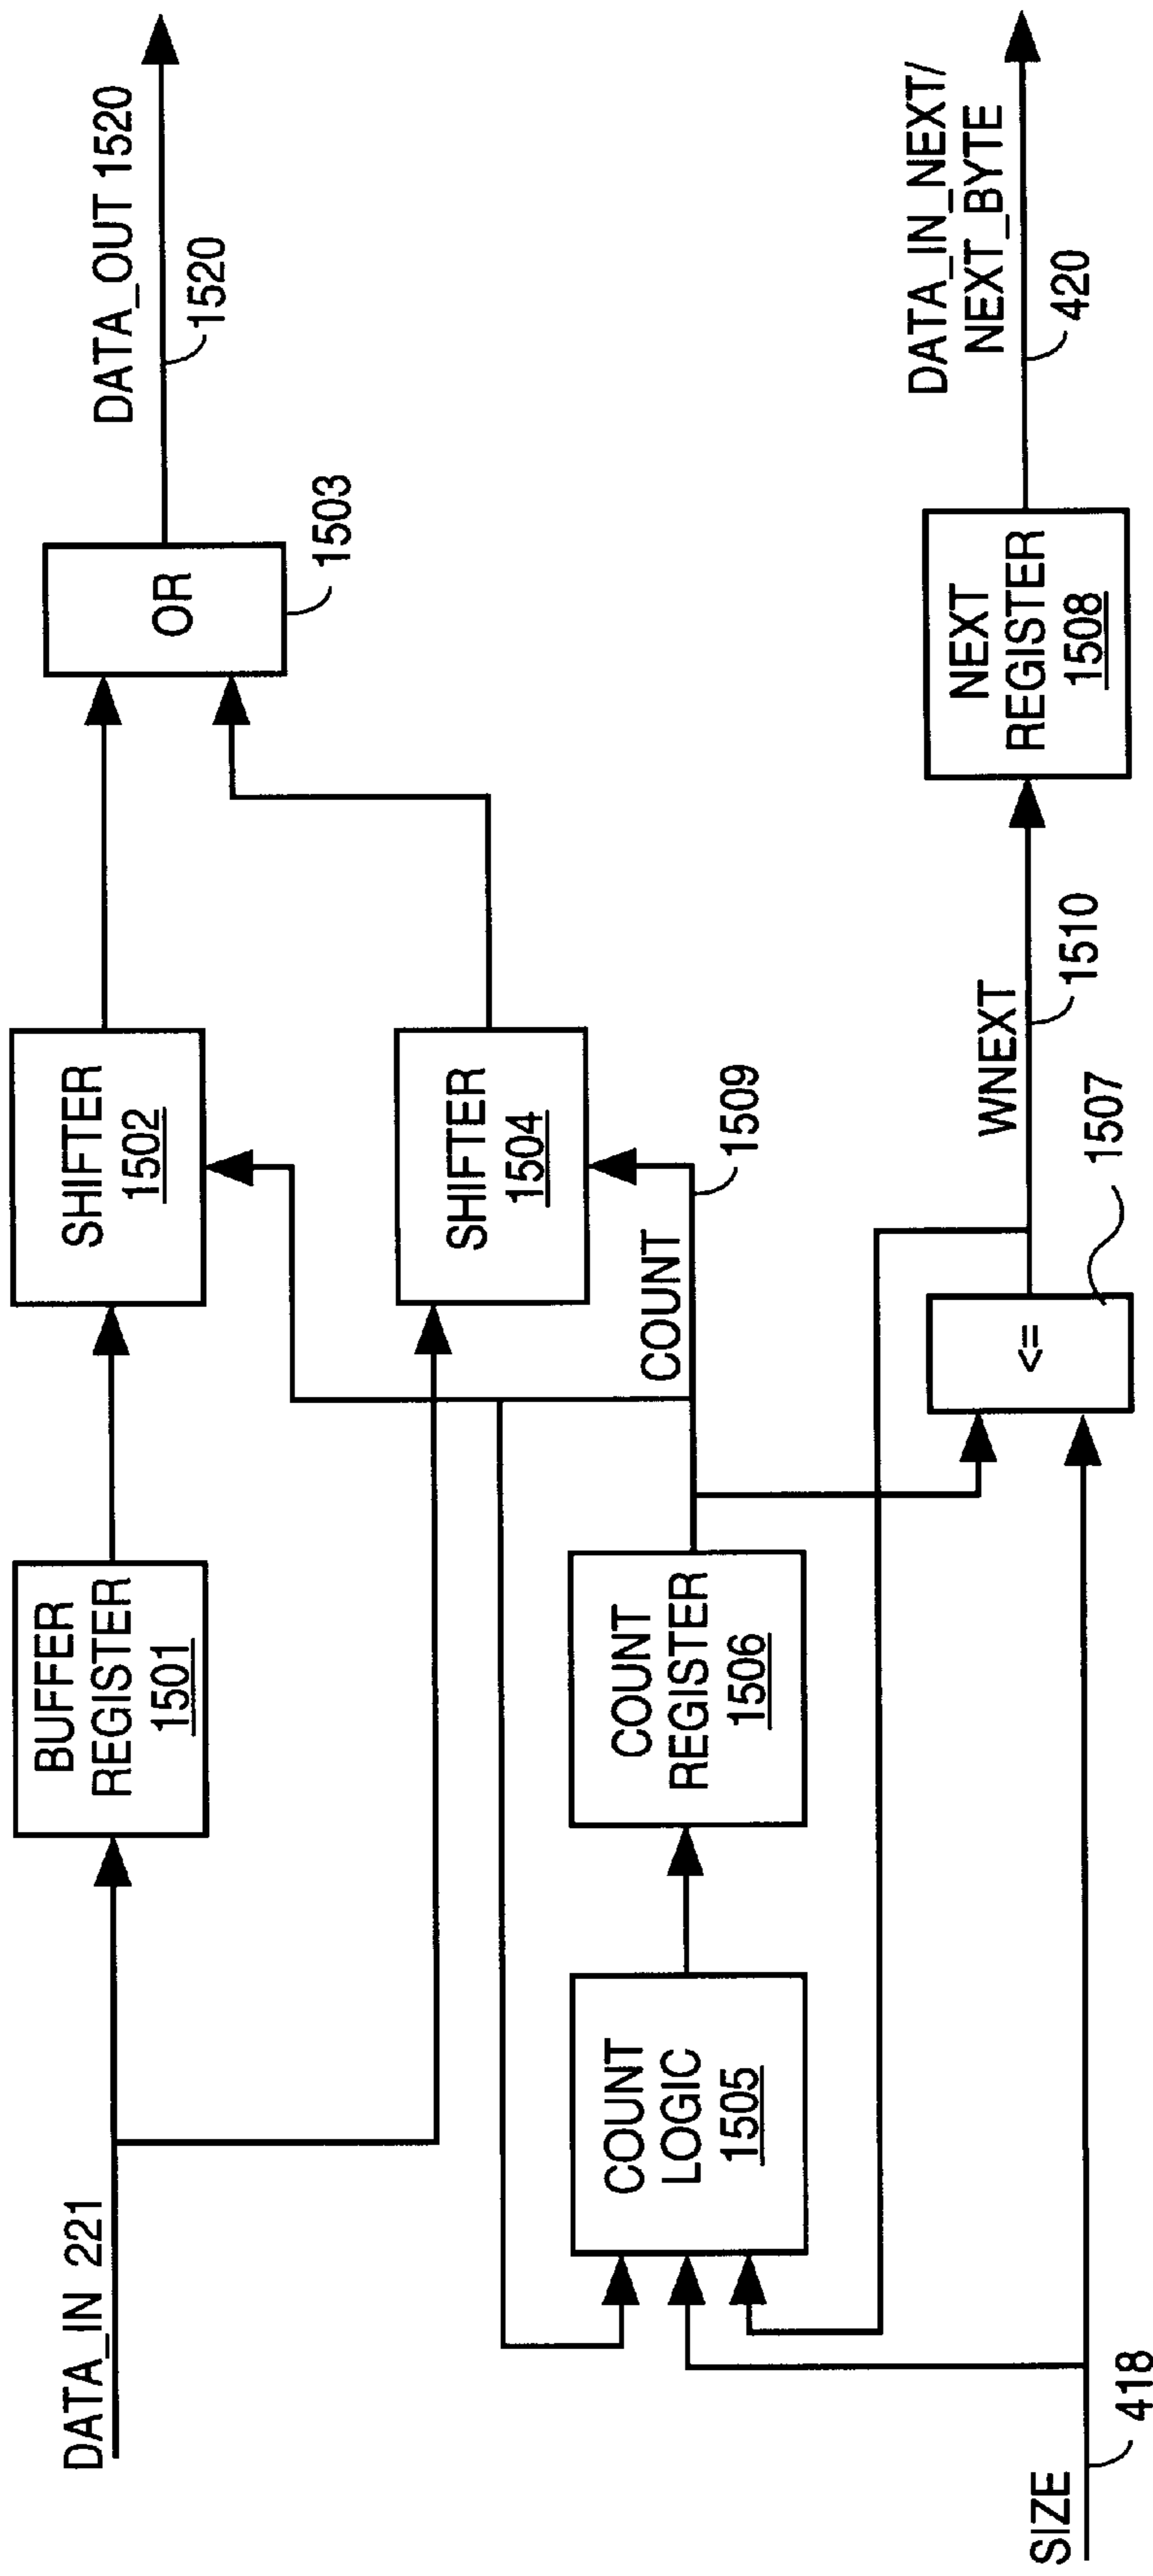 DATA_IN 221
BUFFER
REGISTER
1501
SHIFTER
1502
OR
1503
DATA_OUT 1520
1520
SHIFTER
1504
COUNT
1509
COUNT
LOGIC
1505
COUNT
REGISTER
1506
SIZE
418
<=
1507
WNEXT
1510
NEXT
REGISTER
1508
DATA_IN_NEXT/
NEXT_BYTE
420